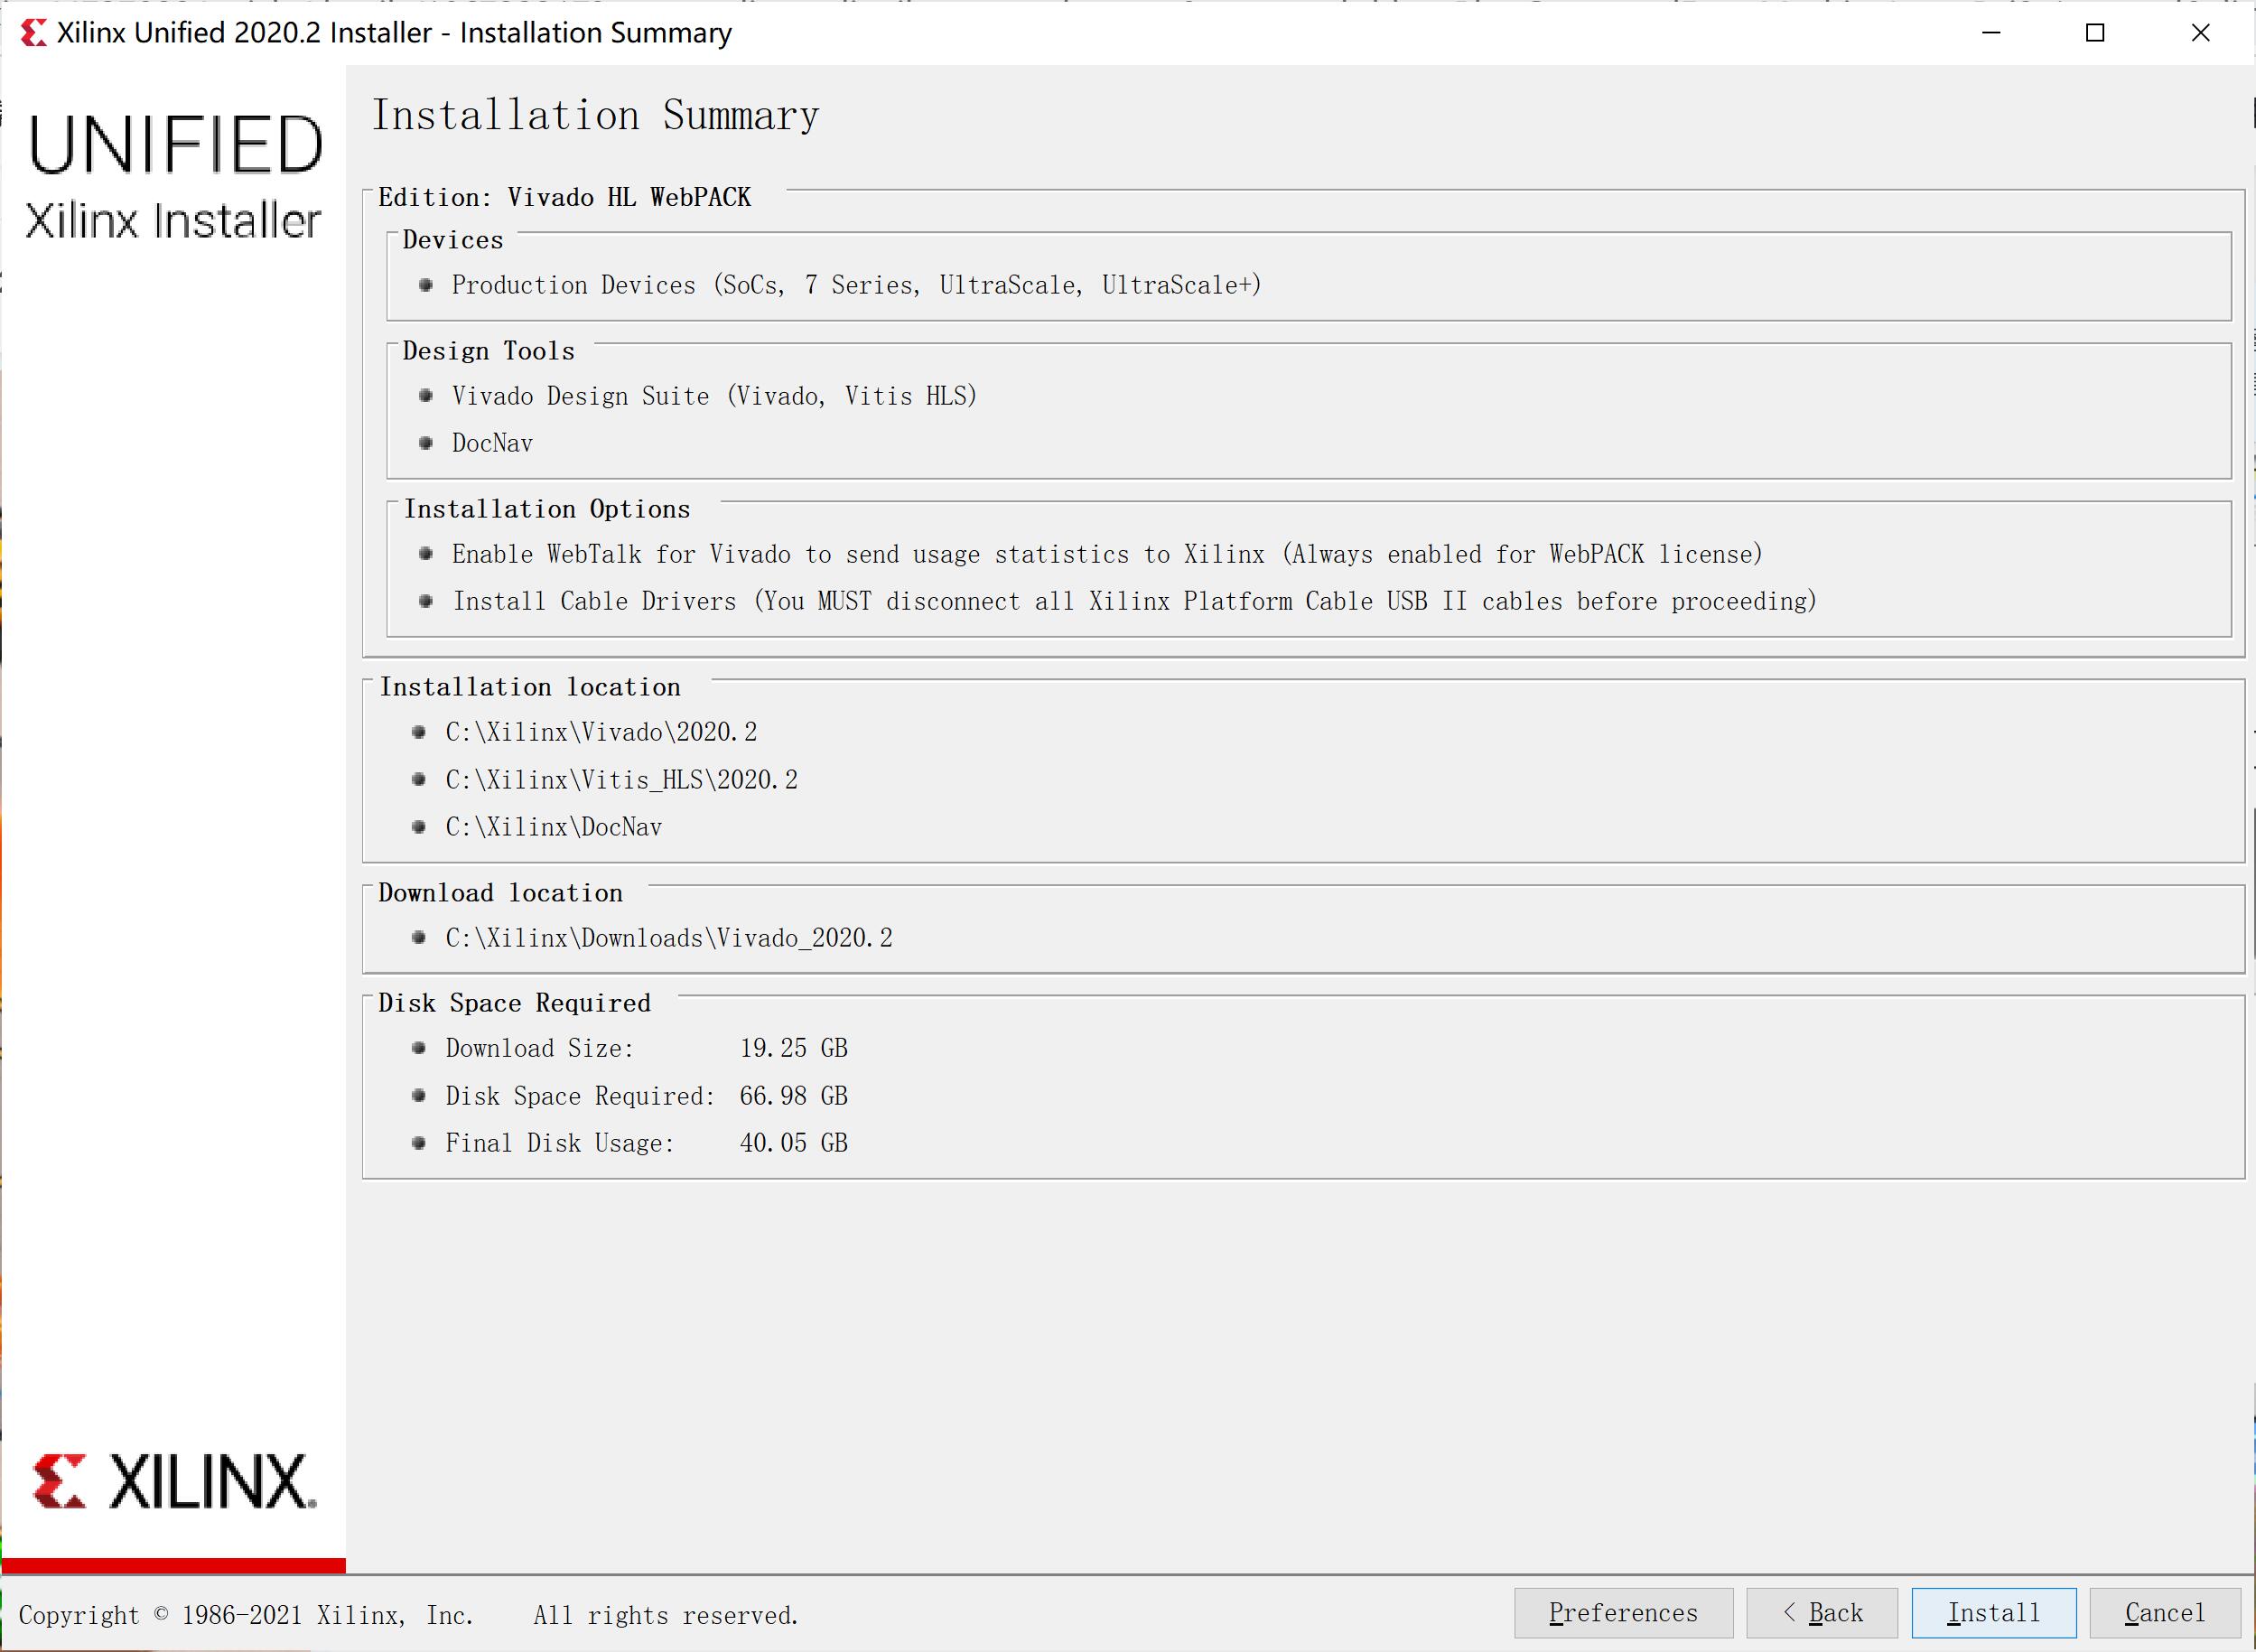 Xilinx Unified 2020.2 Installer - Installation Summary
UNIFIED
Xilinx Installer
Installation Summary
Edition: Vivado HL WebPACK
Devices
Production Devices (SoCs, 7 Series, UltraScale, UltraScale+)
Design Tools
Vivado Design Suite (Vivado, Vitis HLS)
DocNav
Installation Options
Enable WebTalk for Vivado to send usage statistics to Xilinx (Always enabled for WebPACK license)
Install Cable Drivers (You MUST disconnect all Xilinx Platform Cable USB II cables before proceeding)
Installation location
C:\Xilinx\Vivado\2020.2
C:\Xilinx\Vitis_HLS\2020.2
C:\Xilinx\DocNav
Download location
C:\Xilinx\Downloads\Vivado_2020.2
Disk Space Required
Download Size: 19.25 GB
Disk Space Required: 66.98 GB
Final Disk Usage: 40.05 GB
XILINX.
Copyright © 1986-2021 Xilinx, Inc. All rights reserved.
Preferences < Back Install Cancel